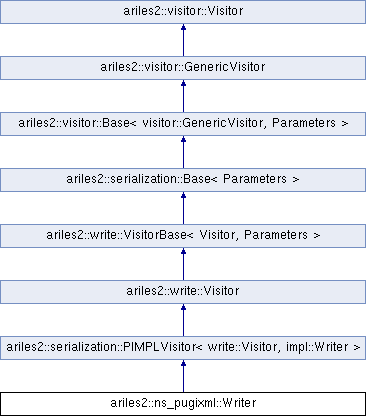 ariles2::visitor::Visitor
ariles2::visitor::GenericVisitor
ariles2::visitor::Base< visitor::GenericVisitor, Parameters >
ariles2::serialization::Base< Parameters >
ariles2::write::VisitorBase< Visitor, Parameters >
ariles2::write::Visitor
ariles2::serialization::PIMPLVisitor< write::Visitor, impl::Writer >
ariles2::ns_pugixml::Writer